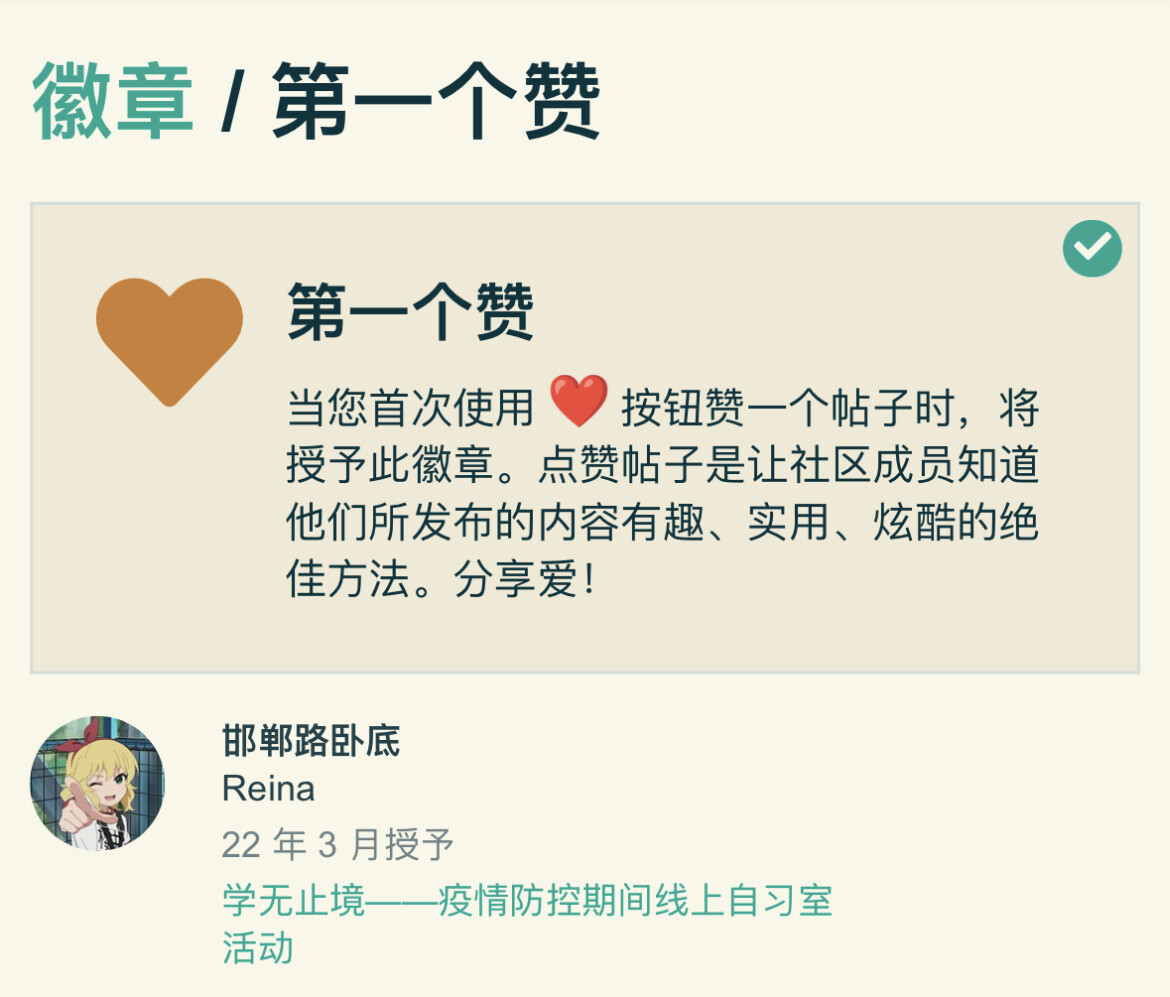 徽章 / 第一个赞
第一个赞
当您首次使用 ❤️ 按钮赞一个帖子时，将
授予此徽章。点赞帖子是让社区成员知道
他们所发布的内容有趣、实用、炫酷的绝
佳方法。分享爱！
邯郸路卧底
Reina
22 年 3 月授予
学无止境——疫情防控期间线上自习室
活动